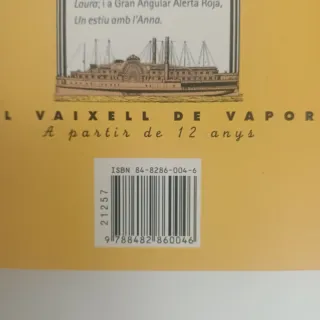 Louro; i a Gran Angular Alerta Roja,
Un estiu amb l'Anna.
L VAIXELL DE VAPOR
A partir de 12 anys
ISBN 84-8286-004-6
21257
9 788482 860046